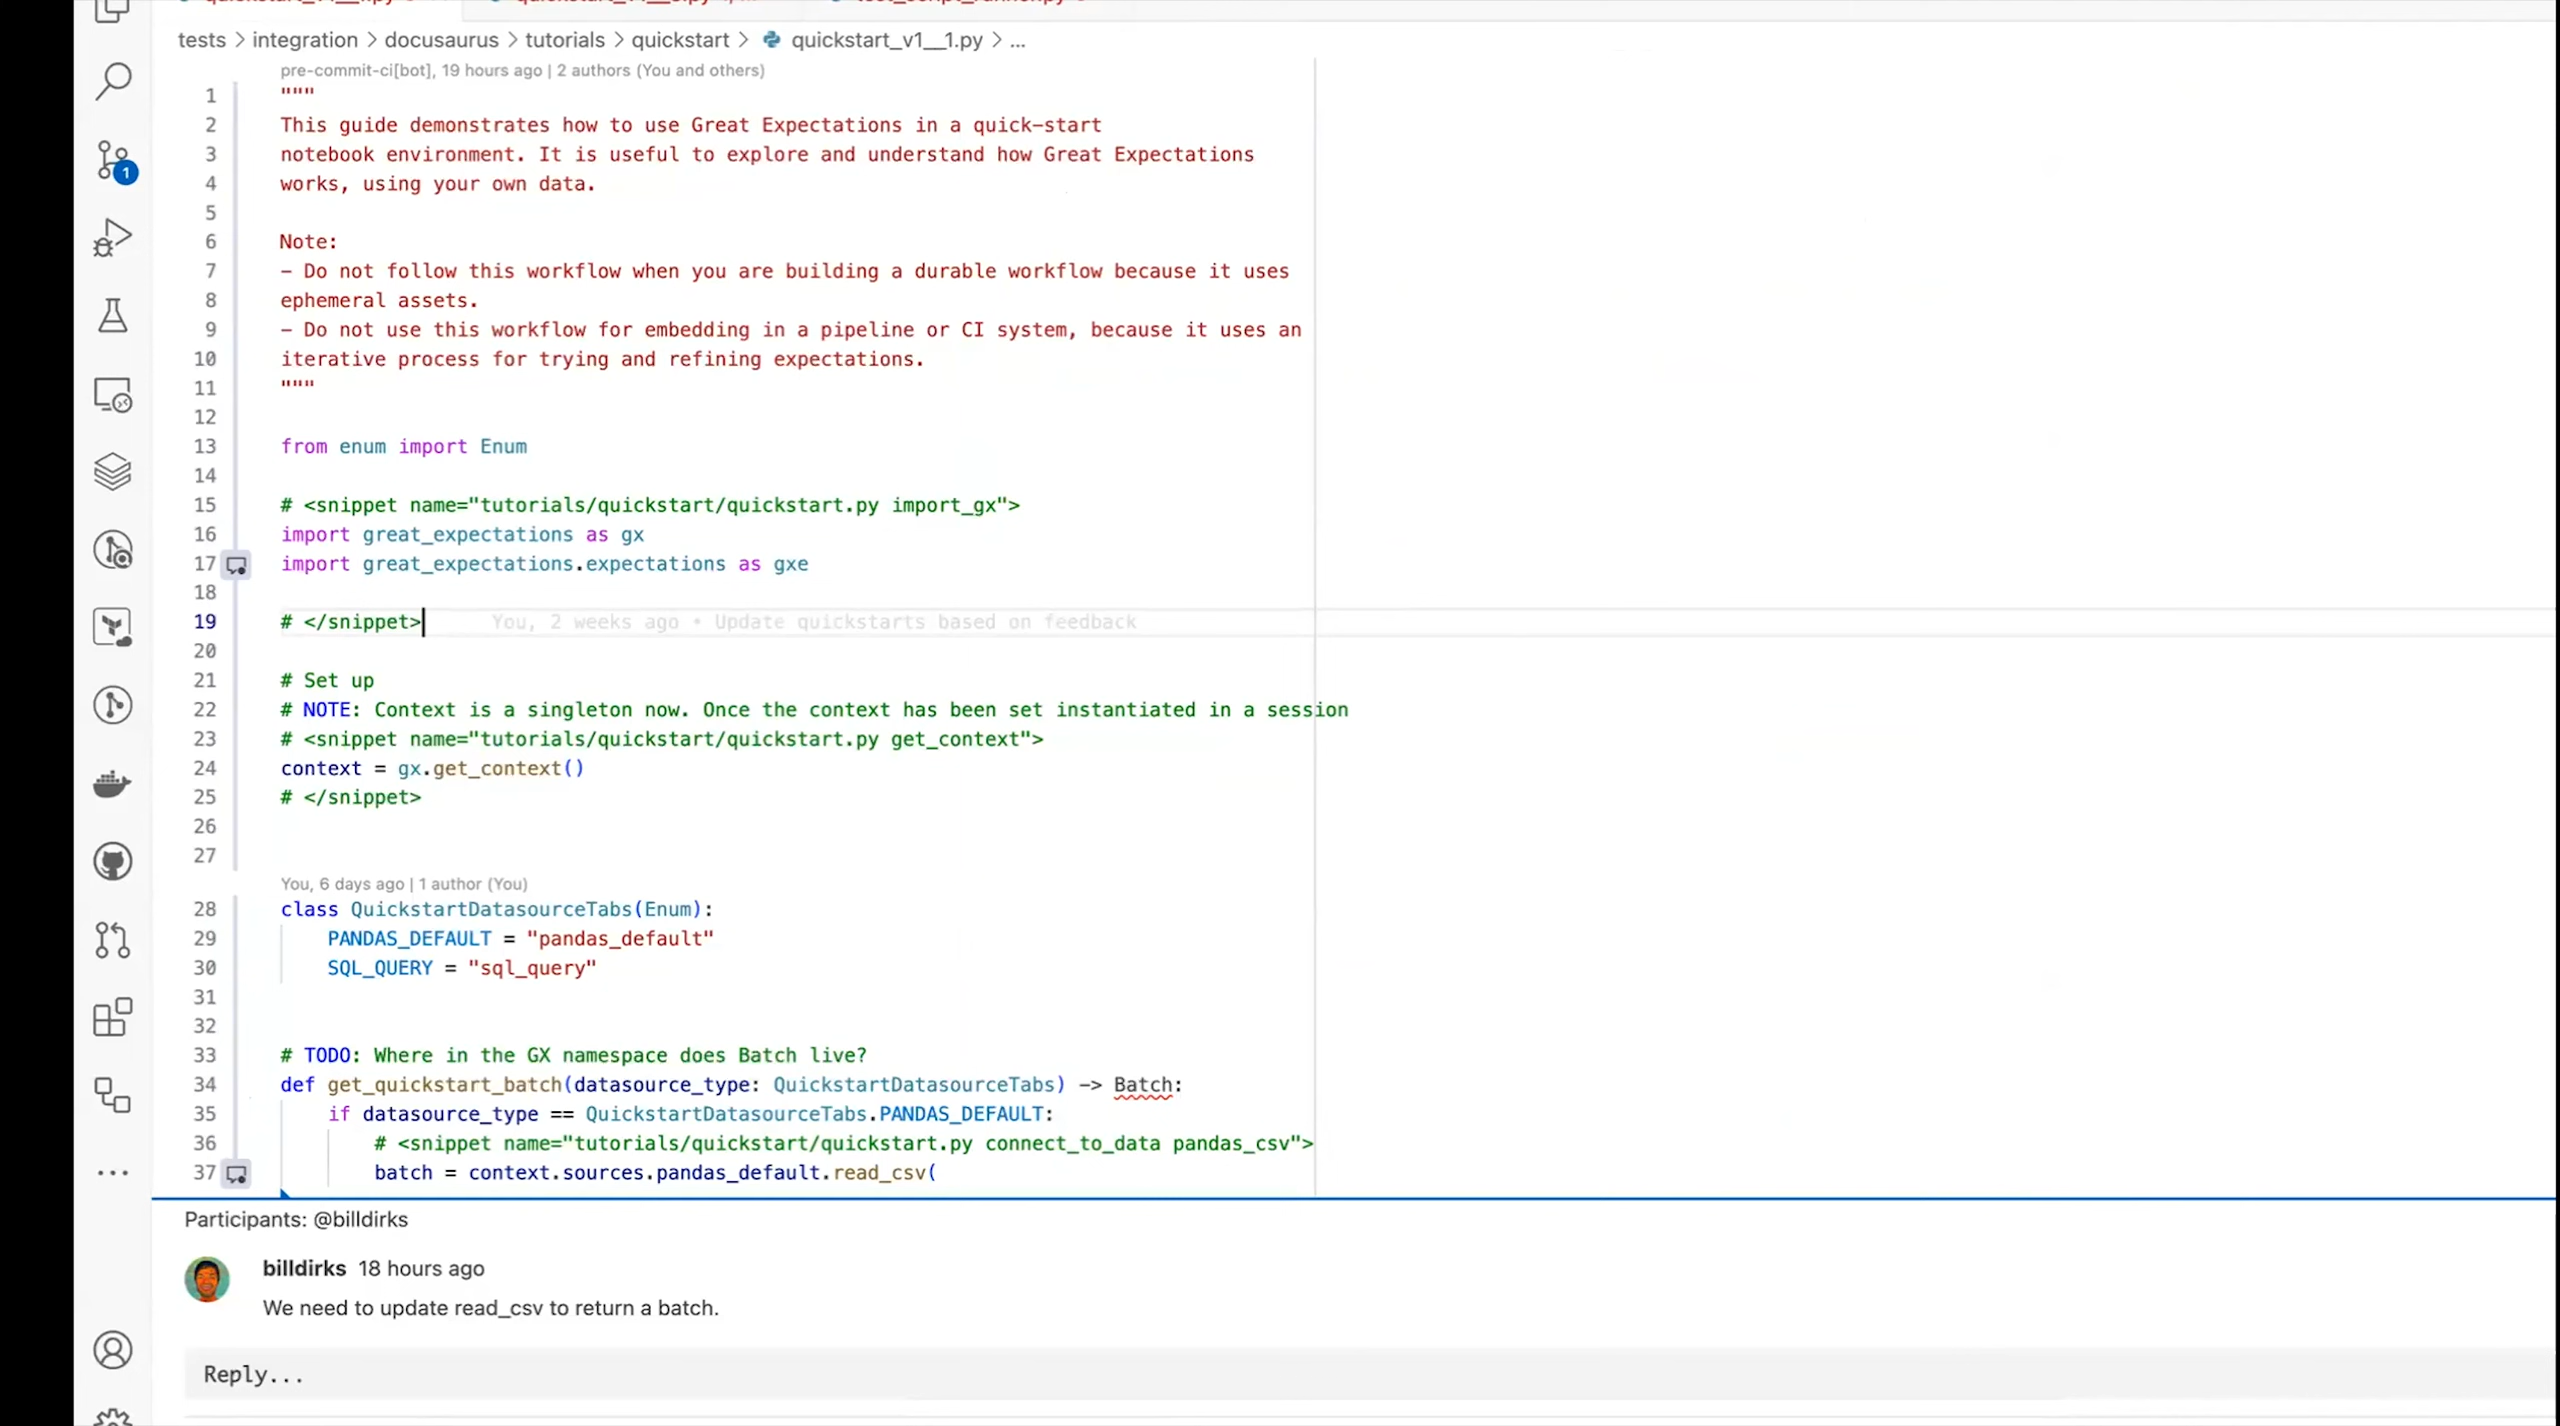 tests > integration > docusaurus > tutorials > quickstart > quickstart_v1__1.py > ...
pre-commit-ci[bot], 19 hours ago | 2 authors (You and others)
1 """
2 This guide demonstrates how to use Great Expectations in a quick-start
3 notebook environment. It is useful to explore and understand how Great Expectations
4 works, using your own data.
5
6 Note:
7 - Do not follow this workflow when you are building a durable workflow because it uses
8 ephemeral assets.
9 - Do not use this workflow for embedding in a pipeline or CI system, because it uses an
10 iterative process for trying and refining expectations.
11 """
12
13 from enum import Enum
14
15 # <snippet name="tutorials/quickstart/quickstart.py import_gx">
16 import great_expectations as gx
17 import great_expectations.expectations as gxe
18
19 # </snippet> You, 2 weeks ago • Update quickstarts based on feedback
20
21 # Set up
22 # NOTE: Context is a singleton now. Once the context has been set instantiated in a session
23 # <snippet name="tutorials/quickstart/quickstart.py get_context">
24 context = gx.get_context()
25 # </snippet>
26
27
You, 6 days ago | 1 author (You)
28 class QuickstartDatasourceTabs(Enum):
29 PANDAS_DEFAULT = "pandas_default"
30 SQL_QUERY = "sql_query"
31
32
33 # TODO: Where in the GX namespace does Batch live?
34 def get_quickstart_batch(datasource_type: QuickstartDatasourceTabs) -> Batch:
35 if datasource_type == QuickstartDatasourceTabs.PANDAS_DEFAULT:
36 # <snippet name="tutorials/quickstart/quickstart.py connect_to_data pandas_csv">
37 batch = context.sources.pandas_default.read_csv(
1
Participants: @billdirks
billdirks 18 hours ago
We need to update read_csv to return a batch.
Reply...